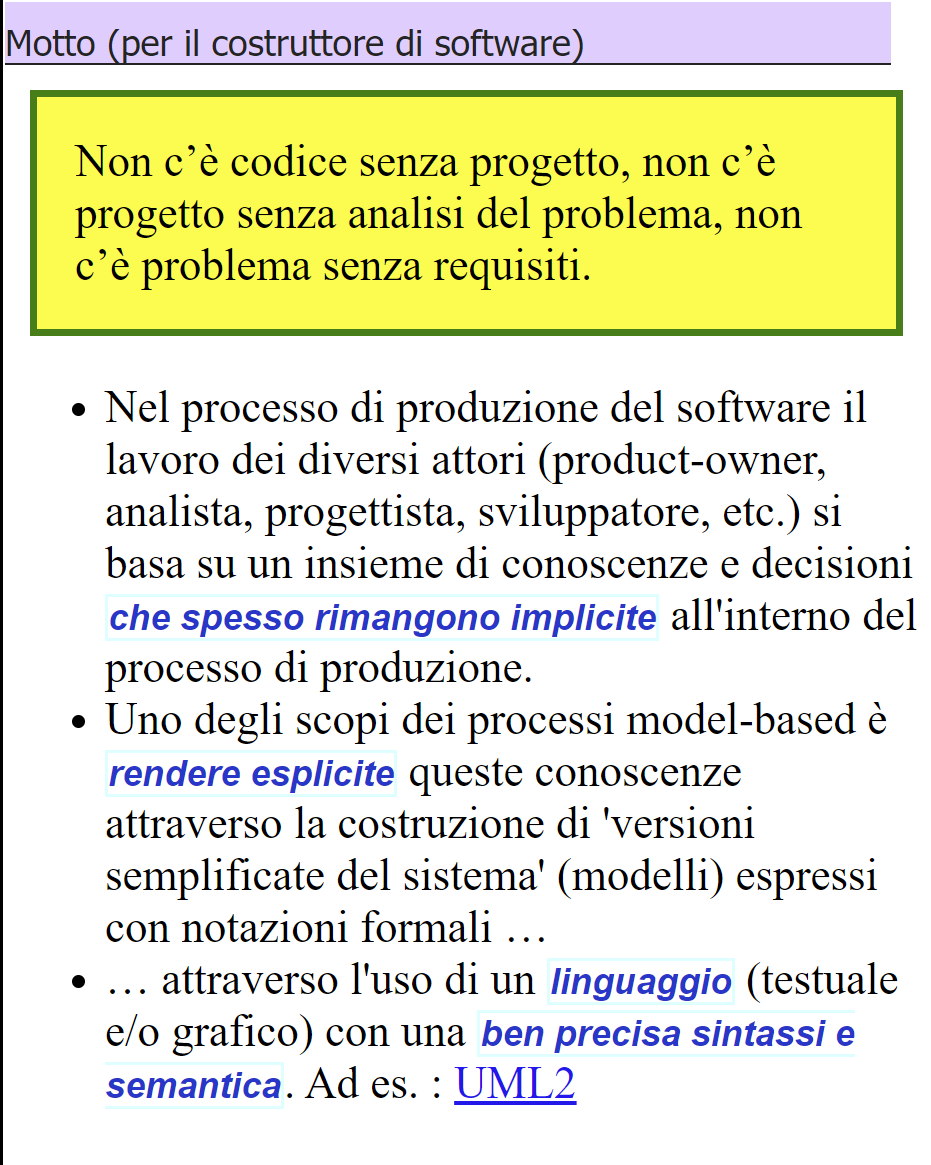 Motto (per il costruttore di software)
Non c’è codice senza progetto, non c’è
progetto senza analisi del problema, non
c’è problema senza requisiti.
• Nel processo di produzione del software il
lavoro dei diversi attori (product-owner,
analista, progettista, sviluppatore, etc.) si
basa su un insieme di conoscenze e decisioni
che spesso rimangono implicite all'interno del
processo di produzione.
• Uno degli scopi dei processi model-based è
rendere esplicite queste conoscenze
attraverso la costruzione di 'versioni
semplificate del sistema' (modelli) espressi
con notazioni formali …
• … attraverso l'uso di un linguaggio (testuale
e/o grafico) con una ben precisa sintassi e
semantica. Ad es. : UML2